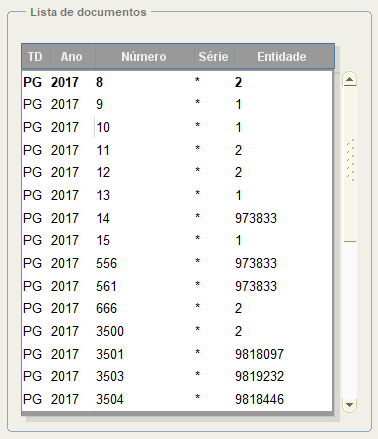 Lista de documentos
TD Ano Número Série Entidade
PG 2017 8 * 2
PG 2017 9 * 1
PG 2017 10 * 1
PG 2017 11 * 2
PG 2017 12 * 2
PG 2017 13 * 1
PG 2017 14 * 973833
PG 2017 15 * 1
PG 2017 556 * 973833
PG 2017 561 * 973833
PG 2017 666 * 2
PG 2017 3500 * 2
PG 2017 3501 * 9818097
PG 2017 3503 * 9819232
PG 2017 3504 * 9818446